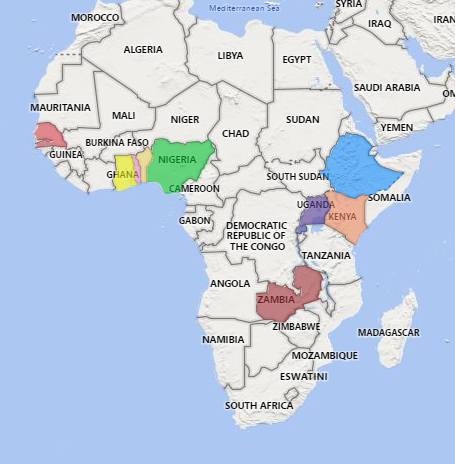 Mediterranean Sea
SYRIA
MOROCCO
IRAQ
IRAN
ALGERIA
LIBYA
EGYPT
SAUDI ARABIA
OM
MAURITANIA
MALI
NIGER
CHAD
SUDAN
YEMEN
BURKINA FASO
GUINEA
NIGERIA
GHANA
SOUTH SUDAN
CAMEROON
SOMALIA
UGANDA
KENYA
GABON
DEMOCRATIC
REPUBLIC OF
THE CONGO
TANZANIA
ANGOLA
ZAMBIA
ZIMBABWE
MADAGASCAR
NAMIBIA
MOZAMBIQUE
ESWATINI
SOUTH AFRICA